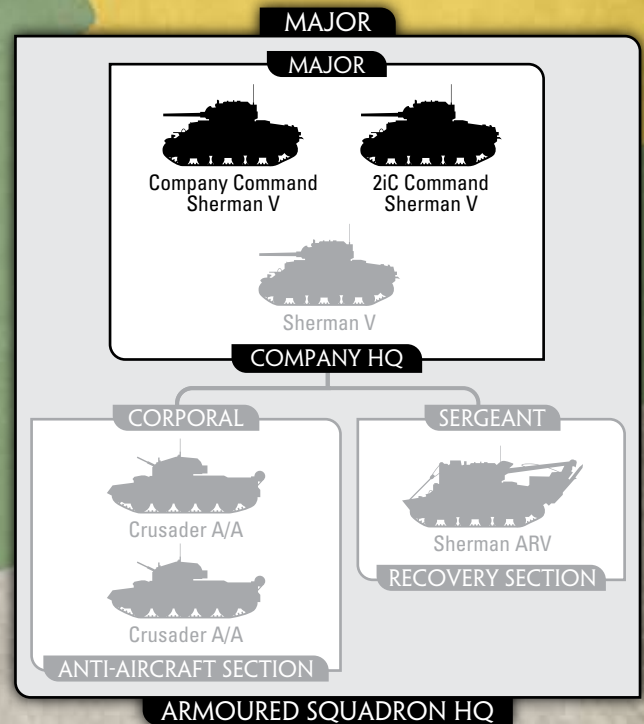 MAJOR
MAJOR
Company Command
Sherman V
2iC Command
Sherman V
Sherman V
COMPANY HQ
CORPORAL
Crusader A/A
Crusader A/A
ANTI-AIRCRAFT SECTION
SERGEANT
Sherman ARV
RECOVERY SECTION
ARMOURED SQUADRON HQ